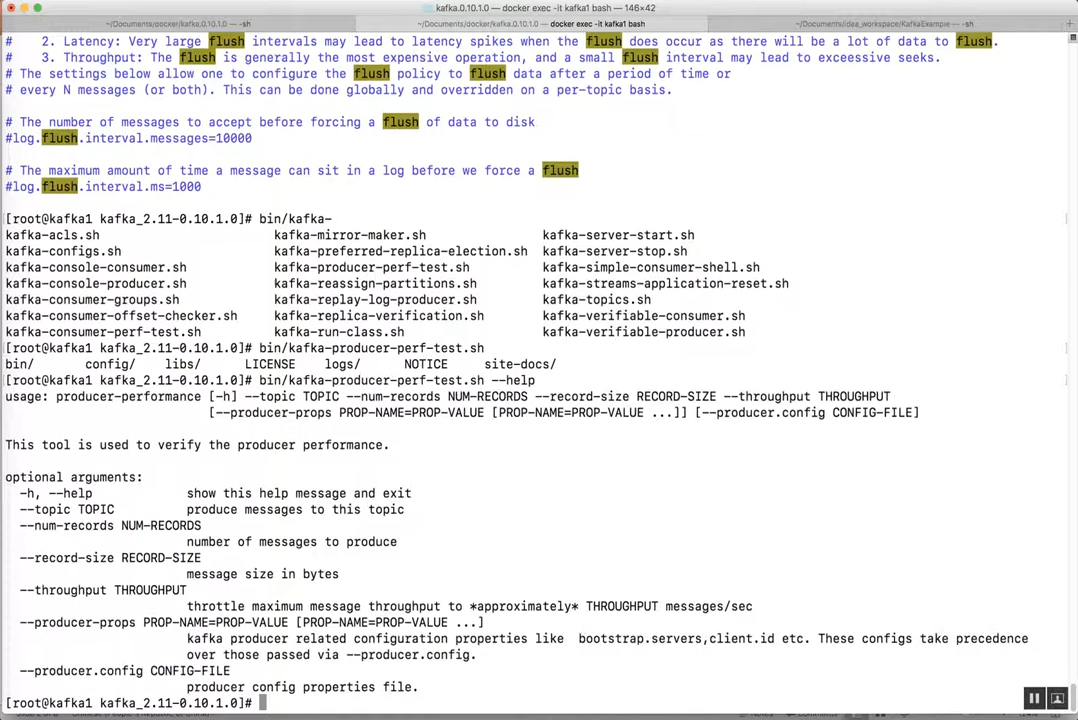 kafka.0.10.1.0 — docker exec -it kafka1 bash — 146×42
~/Documents/docker/kafka.0.10.1.0 — -sh
~/Documents/docker/kafka.0.10.1.0 — docker exec -it kafka1 bash
~/Documents/idea_workspace/KafkaExample — -sh
#    2. Latency: Very large flush intervals may lead to latency spikes when the flush does occur as there will be a lot of data to flush.
#    3. Throughput: The flush is generally the most expensive operation, and a small flush interval may lead to exceessive seeks.
# The settings below allow one to configure the flush policy to flush data after a period of time or
# every N messages (or both). This can be done globally and overridden on a per-topic basis.
# The number of messages to accept before forcing a flush of data to disk
#log.flush.interval.messages=10000
# The maximum amount of time a message can sit in a log before we force a flush
#log.flush.interval.ms=1000
[root@kafka1 kafka_2.11-0.10.1.0]# bin/kafka-
kafka-acls.sh kafka-mirror-maker.sh kafka-server-start.sh
kafka-configs.sh kafka-preferred-replica-election.sh kafka-server-stop.sh
kafka-console-consumer.sh kafka-producer-perf-test.sh kafka-simple-consumer-shell.sh
kafka-console-producer.sh kafka-reassign-partitions.sh kafka-streams-application-reset.sh
kafka-consumer-groups.sh kafka-replay-log-producer.sh kafka-topics.sh
kafka-consumer-offset-checker.sh kafka-replica-verification.sh kafka-verifiable-consumer.sh
kafka-consumer-perf-test.sh kafka-run-class.sh kafka-verifiable-producer.sh
[root@kafka1 kafka_2.11-0.10.1.0]# bin/kafka-producer-perf-test.sh
bin/ config/ libs/ LICENSE logs/ NOTICE site-docs/
[root@kafka1 kafka_2.11-0.10.1.0]# bin/kafka-producer-perf-test.sh --help
usage: producer-performance [-h] --topic TOPIC --num-records NUM-RECORDS --record-size RECORD-SIZE --throughput THROUGHPUT
[--producer-props PROP-NAME=PROP-VALUE [PROP-NAME=PROP-VALUE ...]] [--producer.config CONFIG-FILE]
This tool is used to verify the producer performance.
optional arguments:
-h, --help show this help message and exit
--topic TOPIC produce messages to this topic
--num-records NUM-RECORDS
number of messages to produce
--record-size RECORD-SIZE
message size in bytes
--throughput THROUGHPUT
throttle maximum message throughput to *approximately* THROUGHPUT messages/sec
--producer-props PROP-NAME=PROP-VALUE [PROP-NAME=PROP-VALUE ...]
kafka producer related configuration properties like  bootstrap.servers,client.id etc. These configs take precedence
over those passed via --producer.config.
--producer.config CONFIG-FILE
producer config properties file.
[root@kafka1 kafka_2.11-0.10.1.0]#